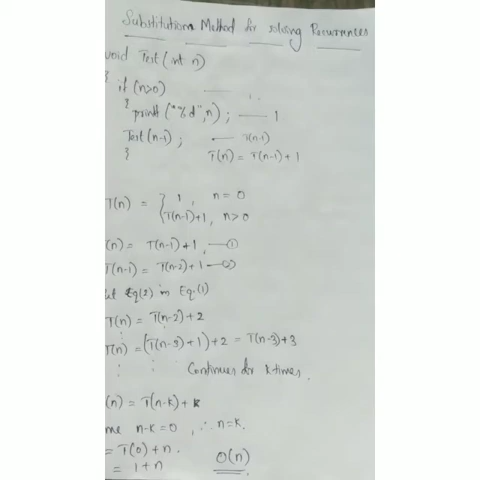 Substitution Method for solving Recurrences
void Test(int n)
{ if (n>0)
{ printf("%d",n); —— 1
Test(n-1); —— T(n-1)
} T(n) = T(n-1)+1
T(n) = { 1, n=0
T(n-1)+1, n>0
(n) = T(n-1)+1, —①
T(n-1) = T(n-2)+1 —②
ut Eq(2) in Eq.(1)
T(n) = T(n-2)+2
T(n) = (T(n-3)+1)+2 = T(n-3)+3
⋮ ⋮ Continues for k times.
(n) = T(n-k)+k
me n-k=0, ∴ n=k.
= T(0)+n.
= 1+n O(n)